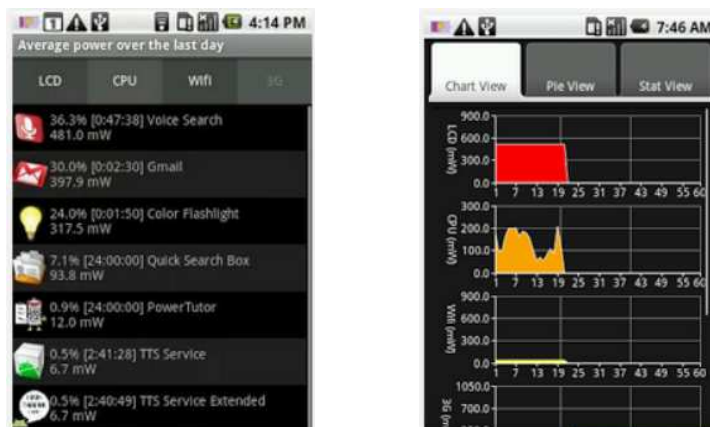 4:14 PM
Average power over the last day
LCD CPU Wifi 3G
36.3% [0:47:38] Voice Search
481.0 mW
30.0% [0:02:30] Gmail
397.9 mW
24.0% [0:01:50] Color Flashlight
317.5 mW
7.1% [24:00:00] Quick Search Box
93.8 mW
0.9% [24:00:00] PowerTutor
12.0 mW
0.5% [2:41:28] TTS Service
6.7 mW
0.5% [2:40:49] TTS Service Extended
6.7 mW
7:46 AM
Chart View Pie View Stat View
LCD (mW)
900.0
600.0
300.0
0.0
1 7 13 19 25 31 37 43 49 55 60
CPU (mW)
300.0
200.0
100.0
0.0
1 7 13 19 25 31 37 43 49 55 60
Wifi (mW)
900.0
600.0
300.0
0.0
1 7 13 19 25 31 37 43 49 55 60
3G
1050.0
700.0